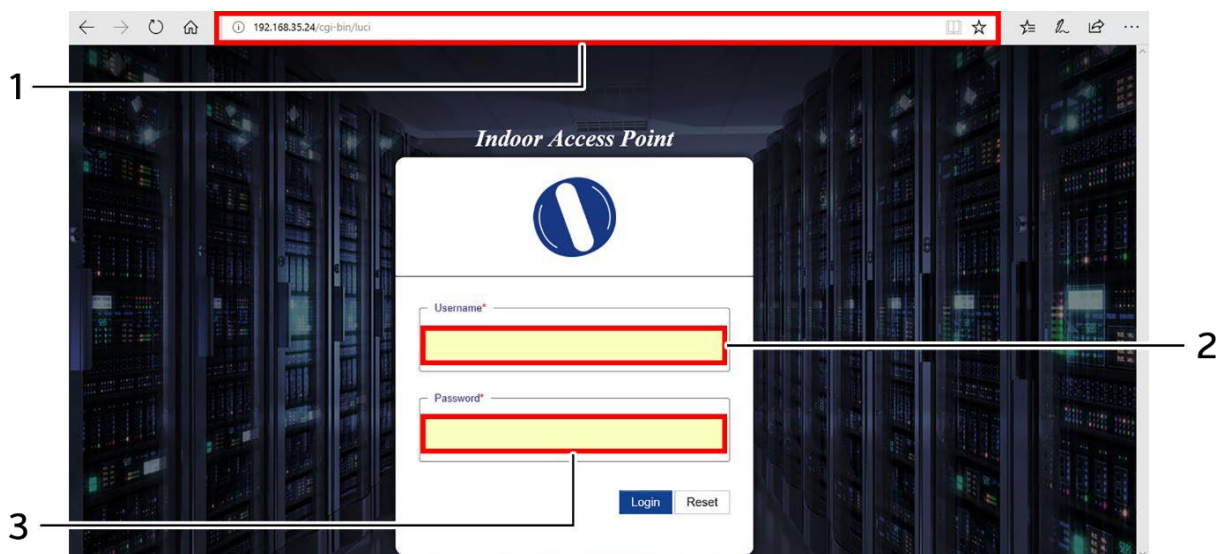 192.168.35.24/cgi-bin/luci
1
Indoor Access Point
Username*
2
Password*
Login Reset
3